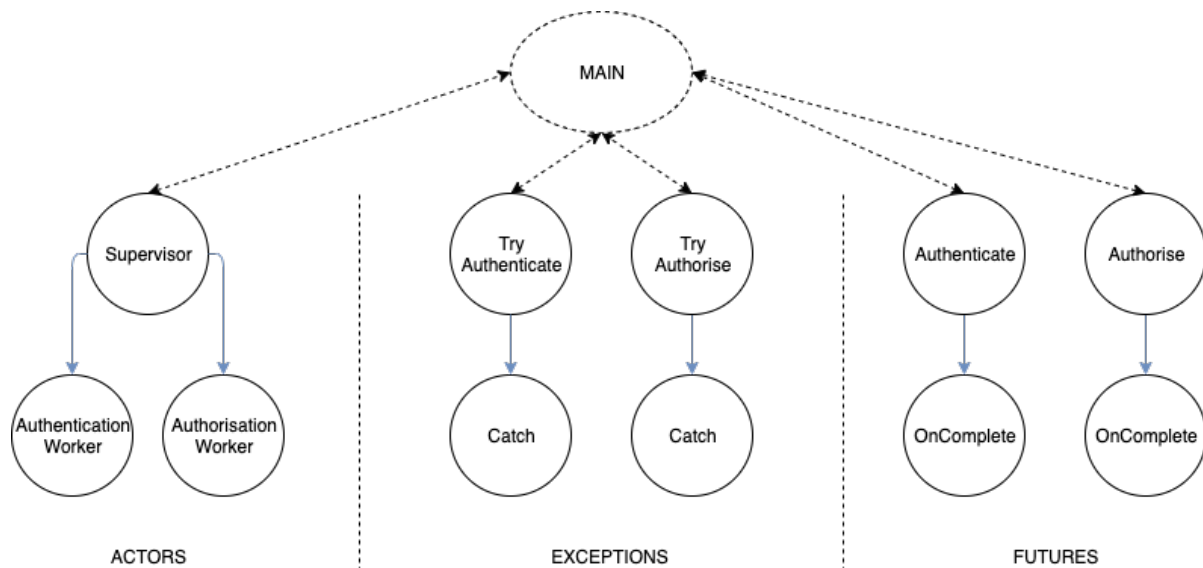 MAIN
Supervisor
Try
Authenticate
Try
Authorise
Authenticate
Authorise
Authentication
Worker
Authorisation
Worker
Catch
Catch
OnComplete
OnComplete
ACTORS
EXCEPTIONS
FUTURES